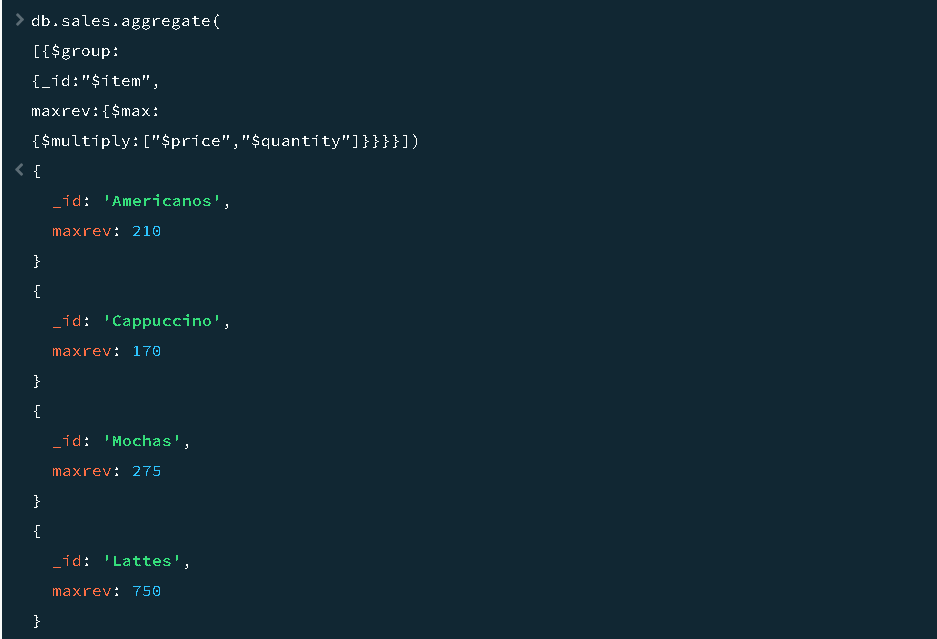 > db.sales.aggregate(
[[{$group:
{_id:"$item",
maxrev:{$max:
{$multiply:["$price","$quantity"]}}}}])
< {
_id: 'Americanos',
maxrev: 210
}
{
_id: 'Cappuccino',
maxrev: 170
}
{
_id: 'Mochas',
maxrev: 275
}
{
_id: 'Lattes',
maxrev: 750
}